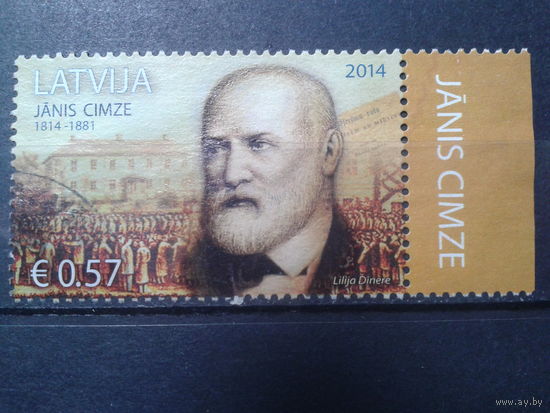 LATVIJA
2014
JĀNIS CIMZE
1814 - 1881
€ 0.57
Lilija Dinere
JĀNIS CIMZE
www.ay.by